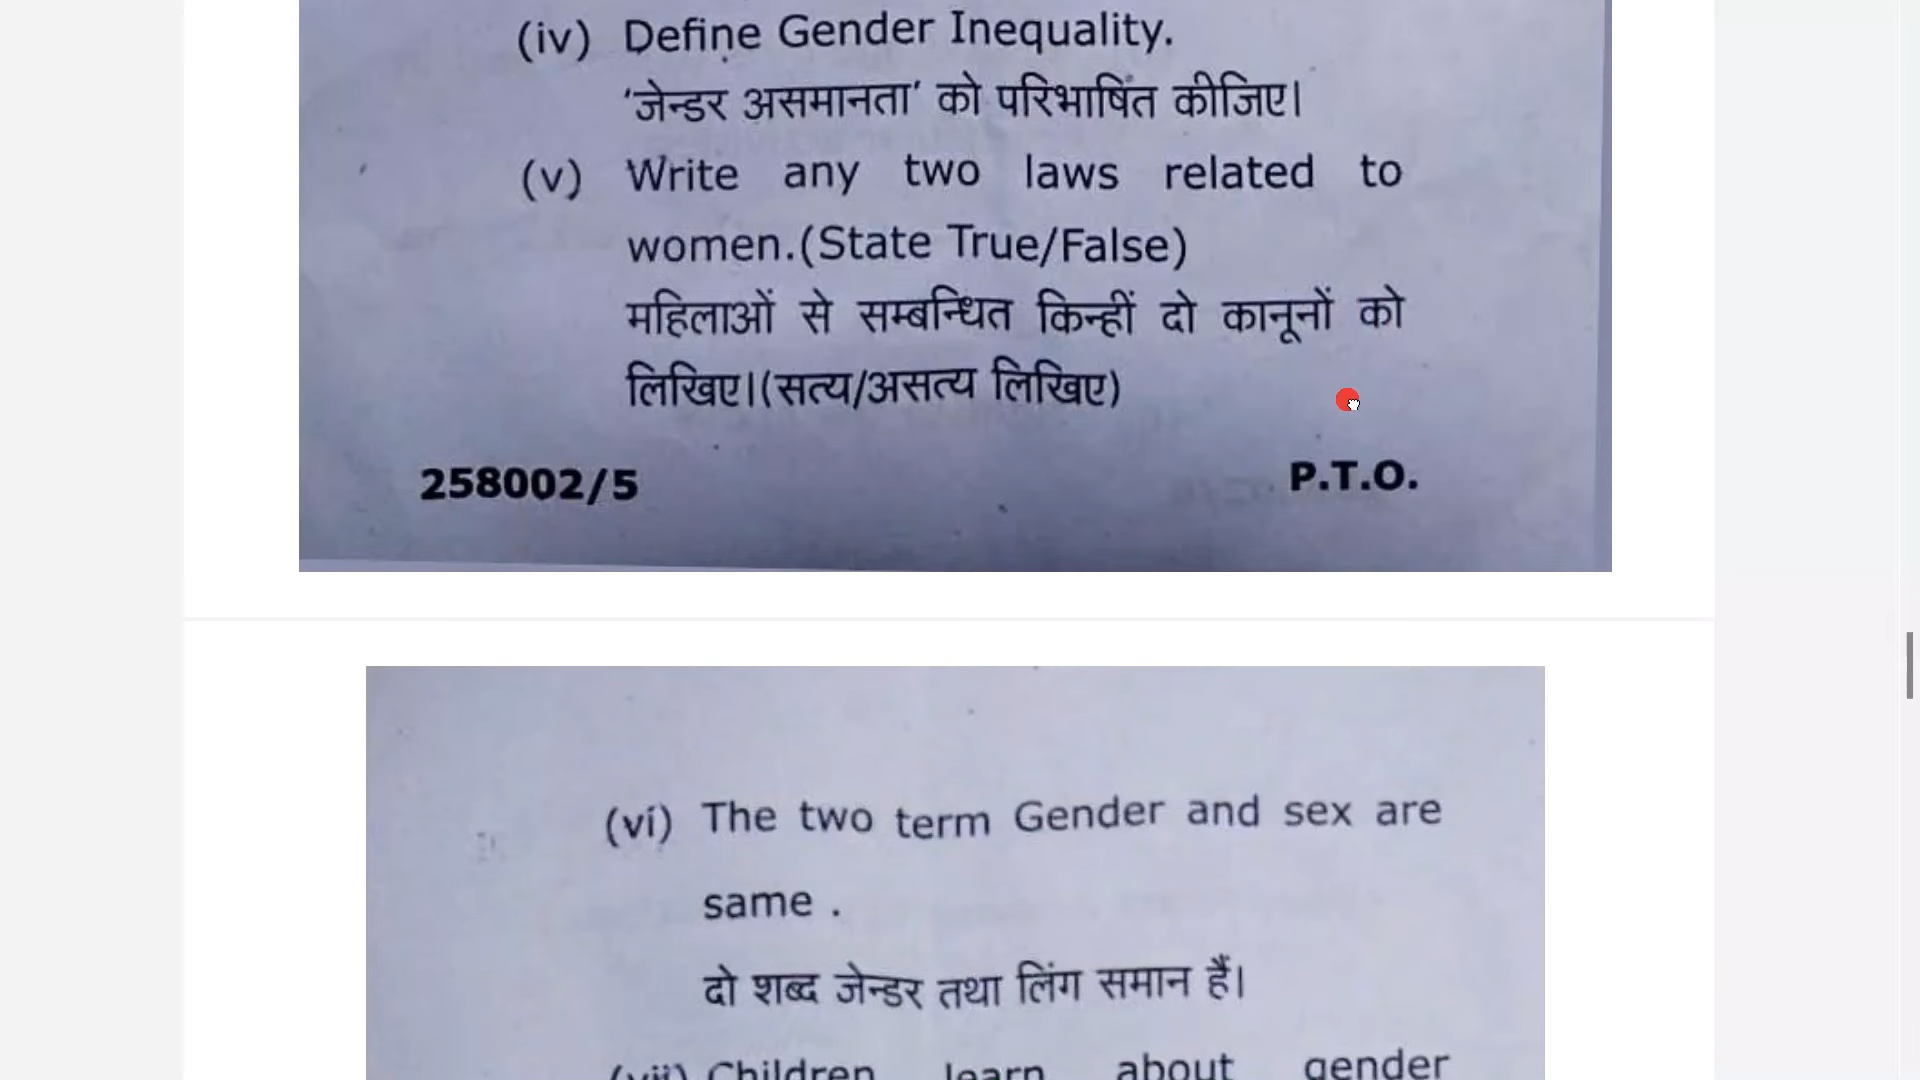 (iv) Define Gender Inequality.
'जेन्डर असमानता' को परिभाषित कीजिए।
(v) Write any two laws related to
women.(State True/False)
महिलाओं से सम्बन्धित किन्हीं दो कानूनों को
लिखिए।(सत्य/असत्य लिखिए)
258002/5 P.T.O.
(vi) The two term Gender and sex are
same .
दो शब्द जेन्डर तथा लिंग समान हैं।
(vii) Children learn about gender